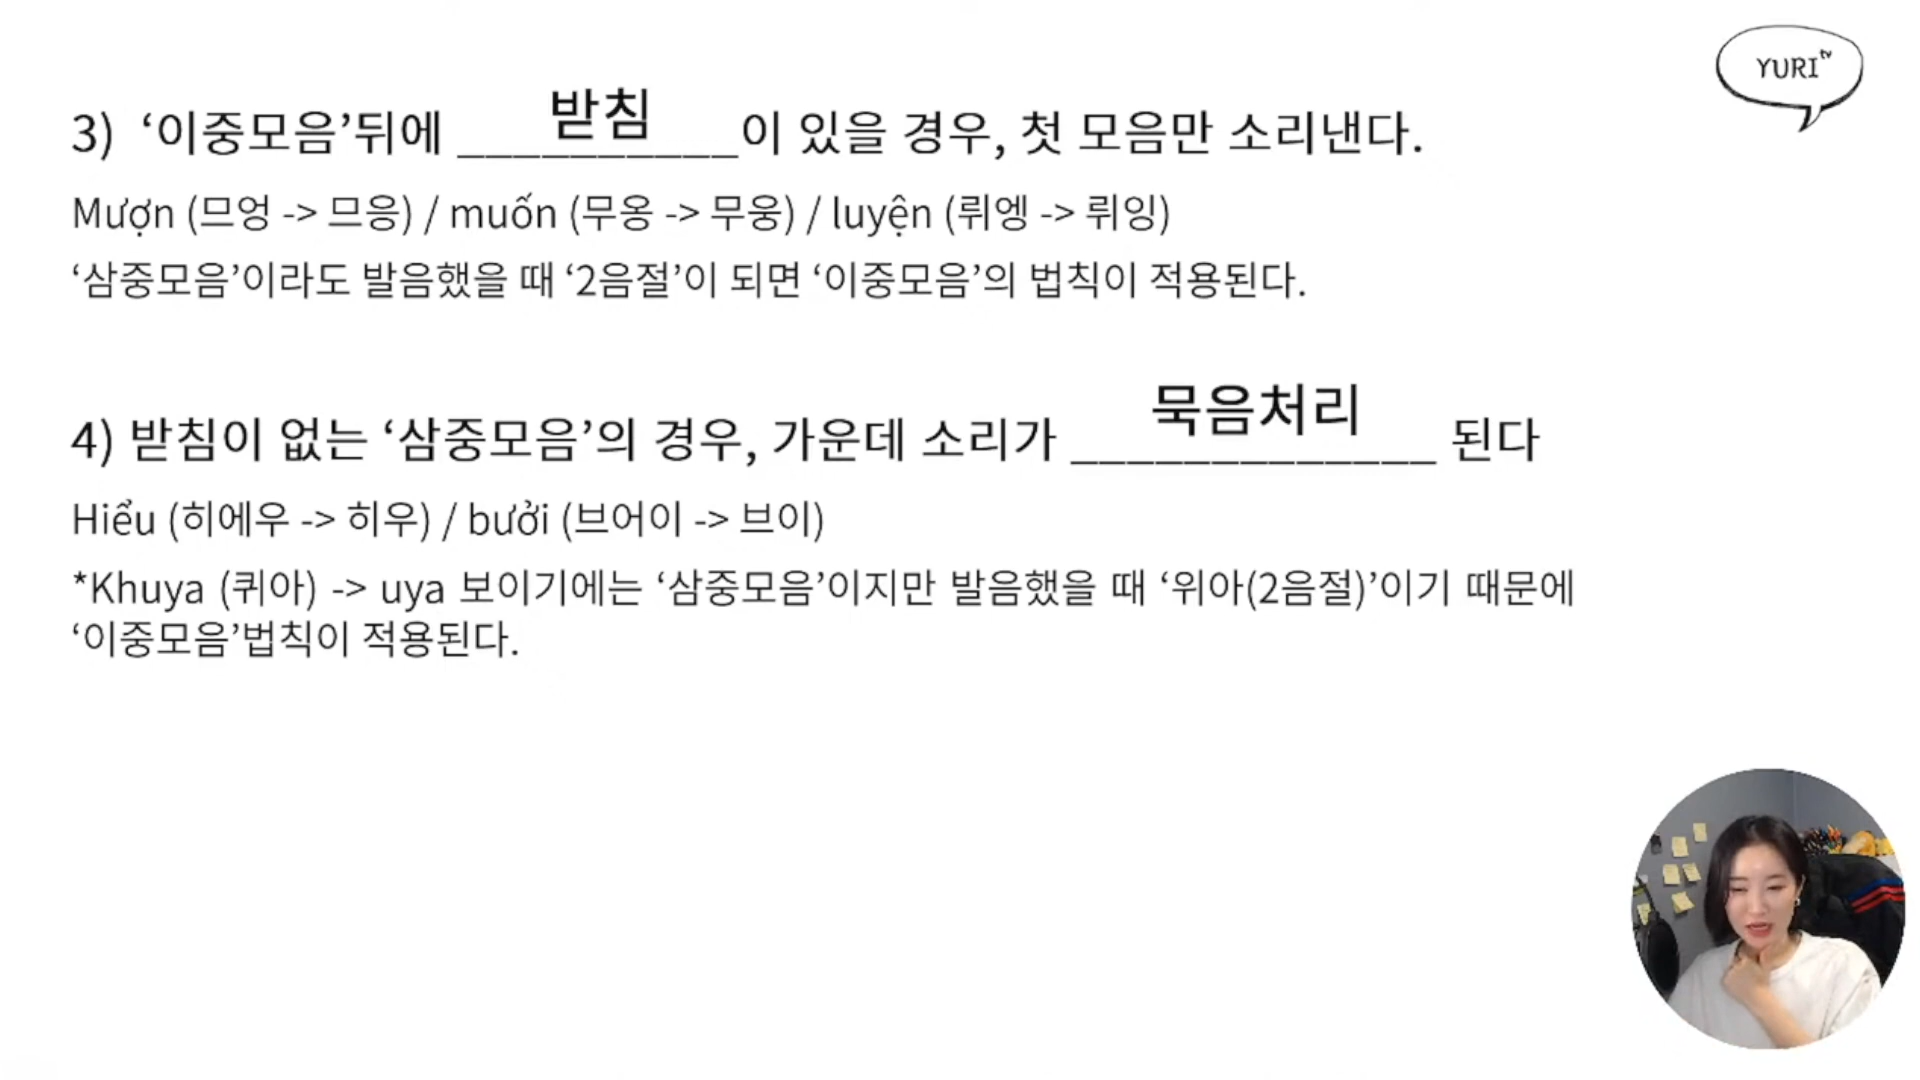 YURI tv
3) ‘이중모음’뒤에 __________이 있을 경우, 첫 모음만 소리낸다.
받침
Mượn (므엉 -> 므응) / muốn (무옹 -> 무웅) / luyện (뤼엥 -> 뤼잉)
‘삼중모음’이라도 발음했을 때 ‘2음절’이 되면 ‘이중모음’의 법칙이 적용된다.
4) 받침이 없는 ‘삼중모음’의 경우, 가운데 소리가 _____________ 된다
묵음처리
Hiểu (히에우 -> 히우) / bưởi (브어이 -> 브이)
*Khuya (퀴아) -> uya 보이기에는 ‘삼중모음’이지만 발음했을 때 ‘위아(2음절)’이기 때문에
‘이중모음’법칙이 적용된다.